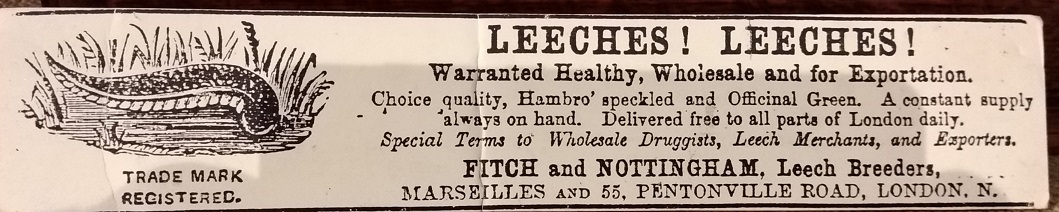 LEECHES! LEECHES!
Warranted Healthy, Wholesale and for Exportation.
Choice quality, Hambro' speckled and Officinal Green. A constant supply
always on hand. Delivered free to all parts of London daily.
Special Terms to Wholesale Druggists, Leech Merchants, and Exporters.
FITCH and NOTTINGHAM, Leech Breeders,
MARSEILLES AND 55, PENTONVILLE ROAD, LONDON. N.
TRADE MARK
REGISTERED.